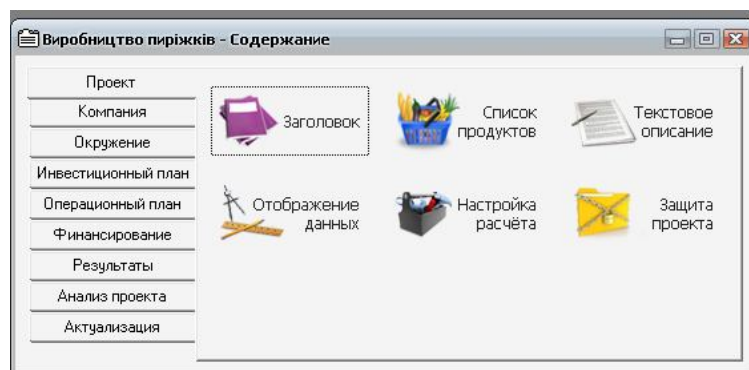 Виробництво пиріжків - Содержание
Проект
Компания
Окружение
Инвестиционный план
Операционный план
Финансирование
Результаты
Анализ проекта
Актуализация
Заголовок
Список
продуктов
Текстовое
описание
Отображение
данных
Настройка
расчёта
Защита
проекта